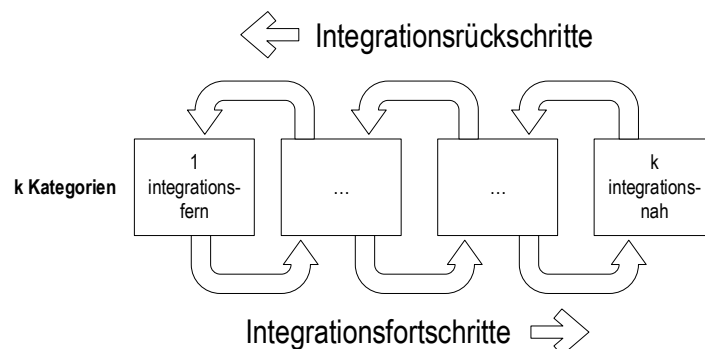 Integrationsrückschritte
k Kategorien
1
integrations-
fern
...
...
k
integrations-
nah
Integrationsfortschritte